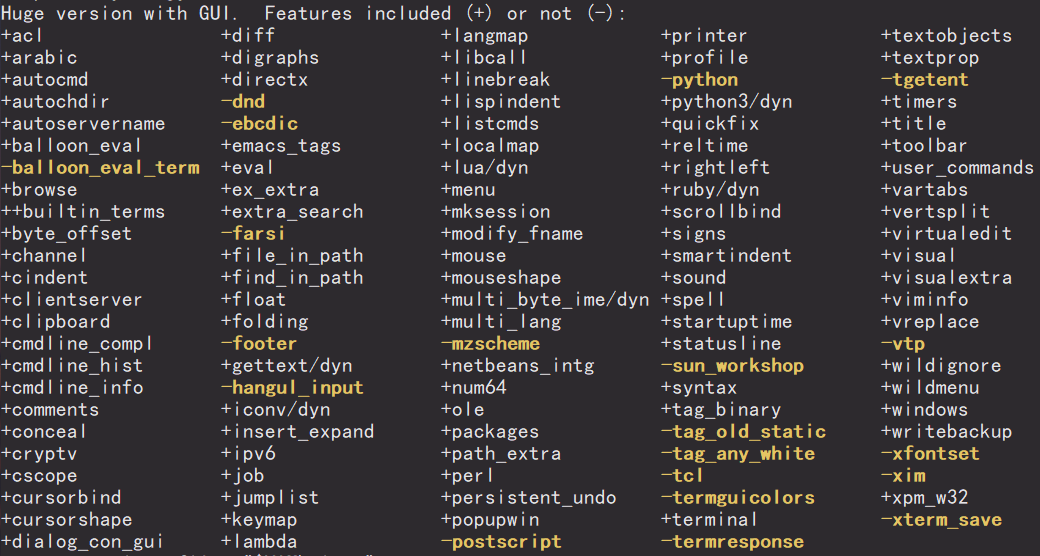 Huge version with GUI.  Features included (+) or not (-):
+acl +diff +langmap +printer +textobjects
+arabic +digraphs +libcall +profile +textprop
+autocmd +directx +linebreak -python -tgetent
+autochdir -dnd +lispindent +python3/dyn +timers
+autoservername -ebcdic +listcmds +quickfix +title
+balloon_eval +emacs_tags +localmap +reltime +toolbar
-balloon_eval_term +eval +lua/dyn +rightleft +user_commands
+browse +ex_extra +menu +ruby/dyn +vartabs
++builtin_terms +extra_search +mksession +scrollbind +vertsplit
+byte_offset -farsi +modify_fname +signs +virtualedit
+channel +file_in_path +mouse +smartindent +visual
+cindent +find_in_path +mouseshape +sound +visualextra
+clientserver +float +multi_byte_ime/dyn +spell +viminfo
+clipboard +folding +multi_lang +startuptime +vreplace
+cmdline_compl -footer -mzscheme +statusline -vtp
+cmdline_hist +gettext/dyn +netbeans_intg -sun_workshop +wildignore
+cmdline_info -hangul_input +num64 +syntax +wildmenu
+comments +iconv/dyn +ole +tag_binary +windows
+conceal +insert_expand +packages -tag_old_static +writebackup
+cryptv +ipv6 +path_extra -tag_any_white -xfontset
+cscope +job +perl -tcl -xim
+cursorbind +jumplist +persistent_undo -termguicolors +xpm_w32
+cursorshape +keymap +popupwin +terminal -xterm_save
+dialog_con_gui +lambda -postscript -termresponse